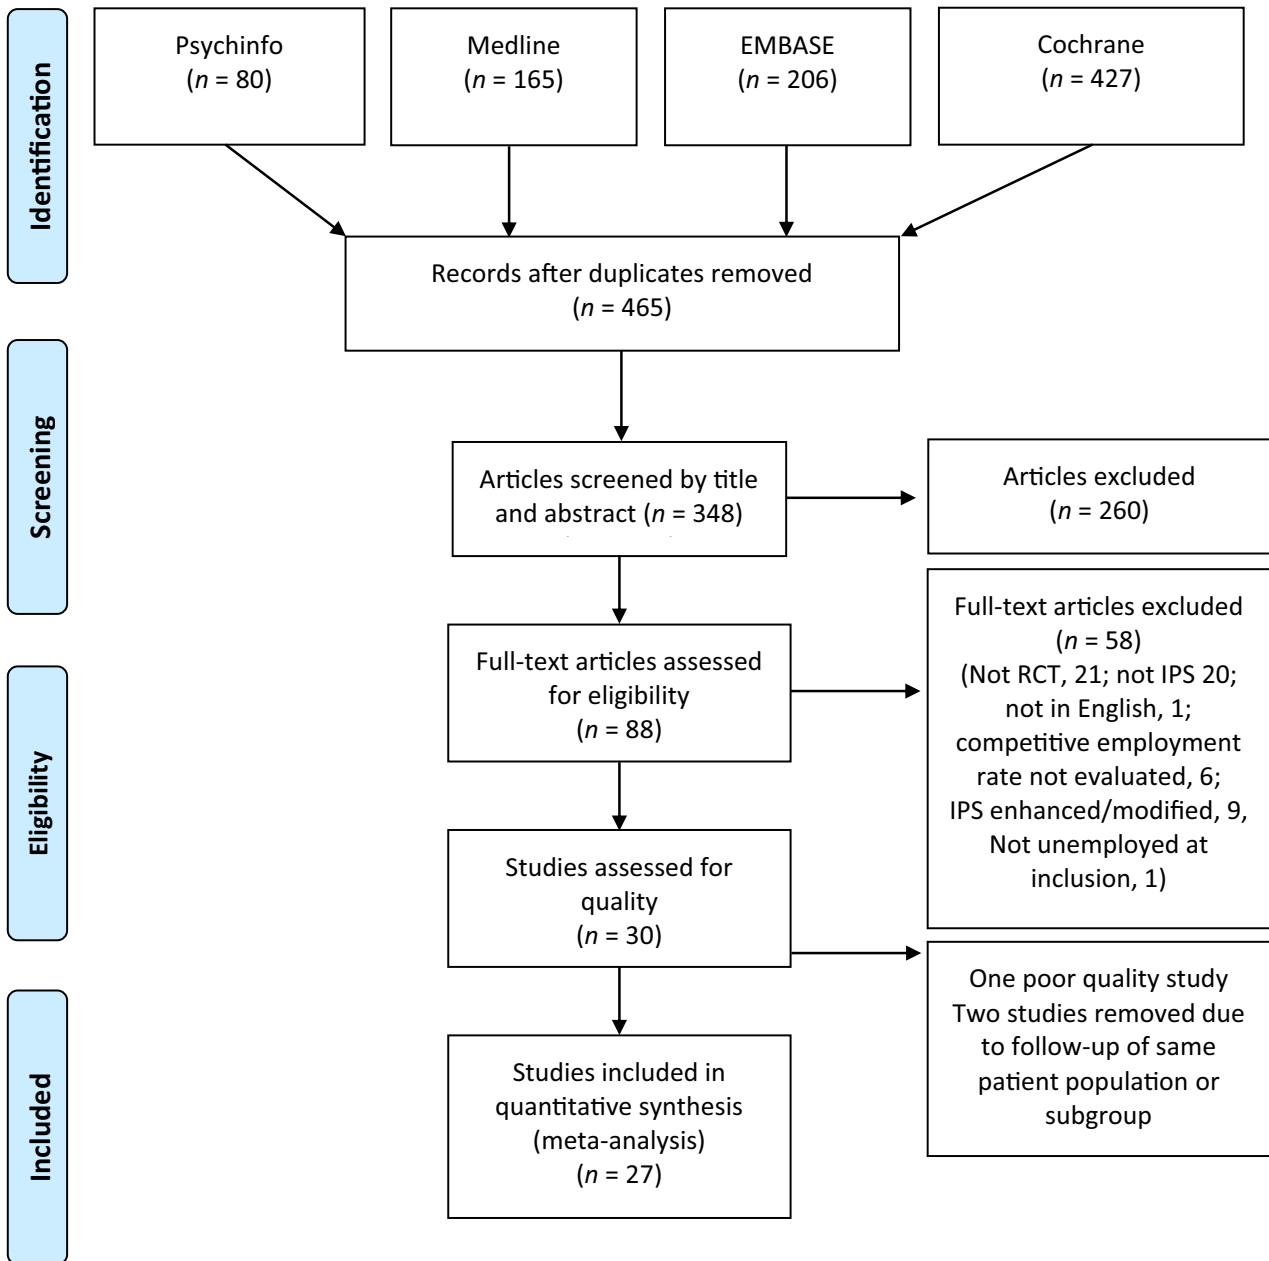 Identification
Psychinfo
(n = 80)
Medline
(n = 165)
EMBASE
(n = 206)
Cochrane
(n = 427)
Records after duplicates removed
(n = 465)
Screening
Articles screened by title
and abstract (n = 348)
Articles excluded
(n = 260)
Eligibility
Full-text articles assessed
for eligibility
(n = 88)
Full-text articles excluded
(n = 58)
(Not RCT, 21; not IPS 20;
not in English, 1;
competitive employment
rate not evaluated, 6;
IPS enhanced/modified, 9,
Not unemployed at
inclusion, 1)
Studies assessed for
quality
(n = 30)
One poor quality study
Two studies removed due
to follow-up of same
patient population or
subgroup
Included
Studies included in
quantitative synthesis
(meta-analysis)
(n = 27)